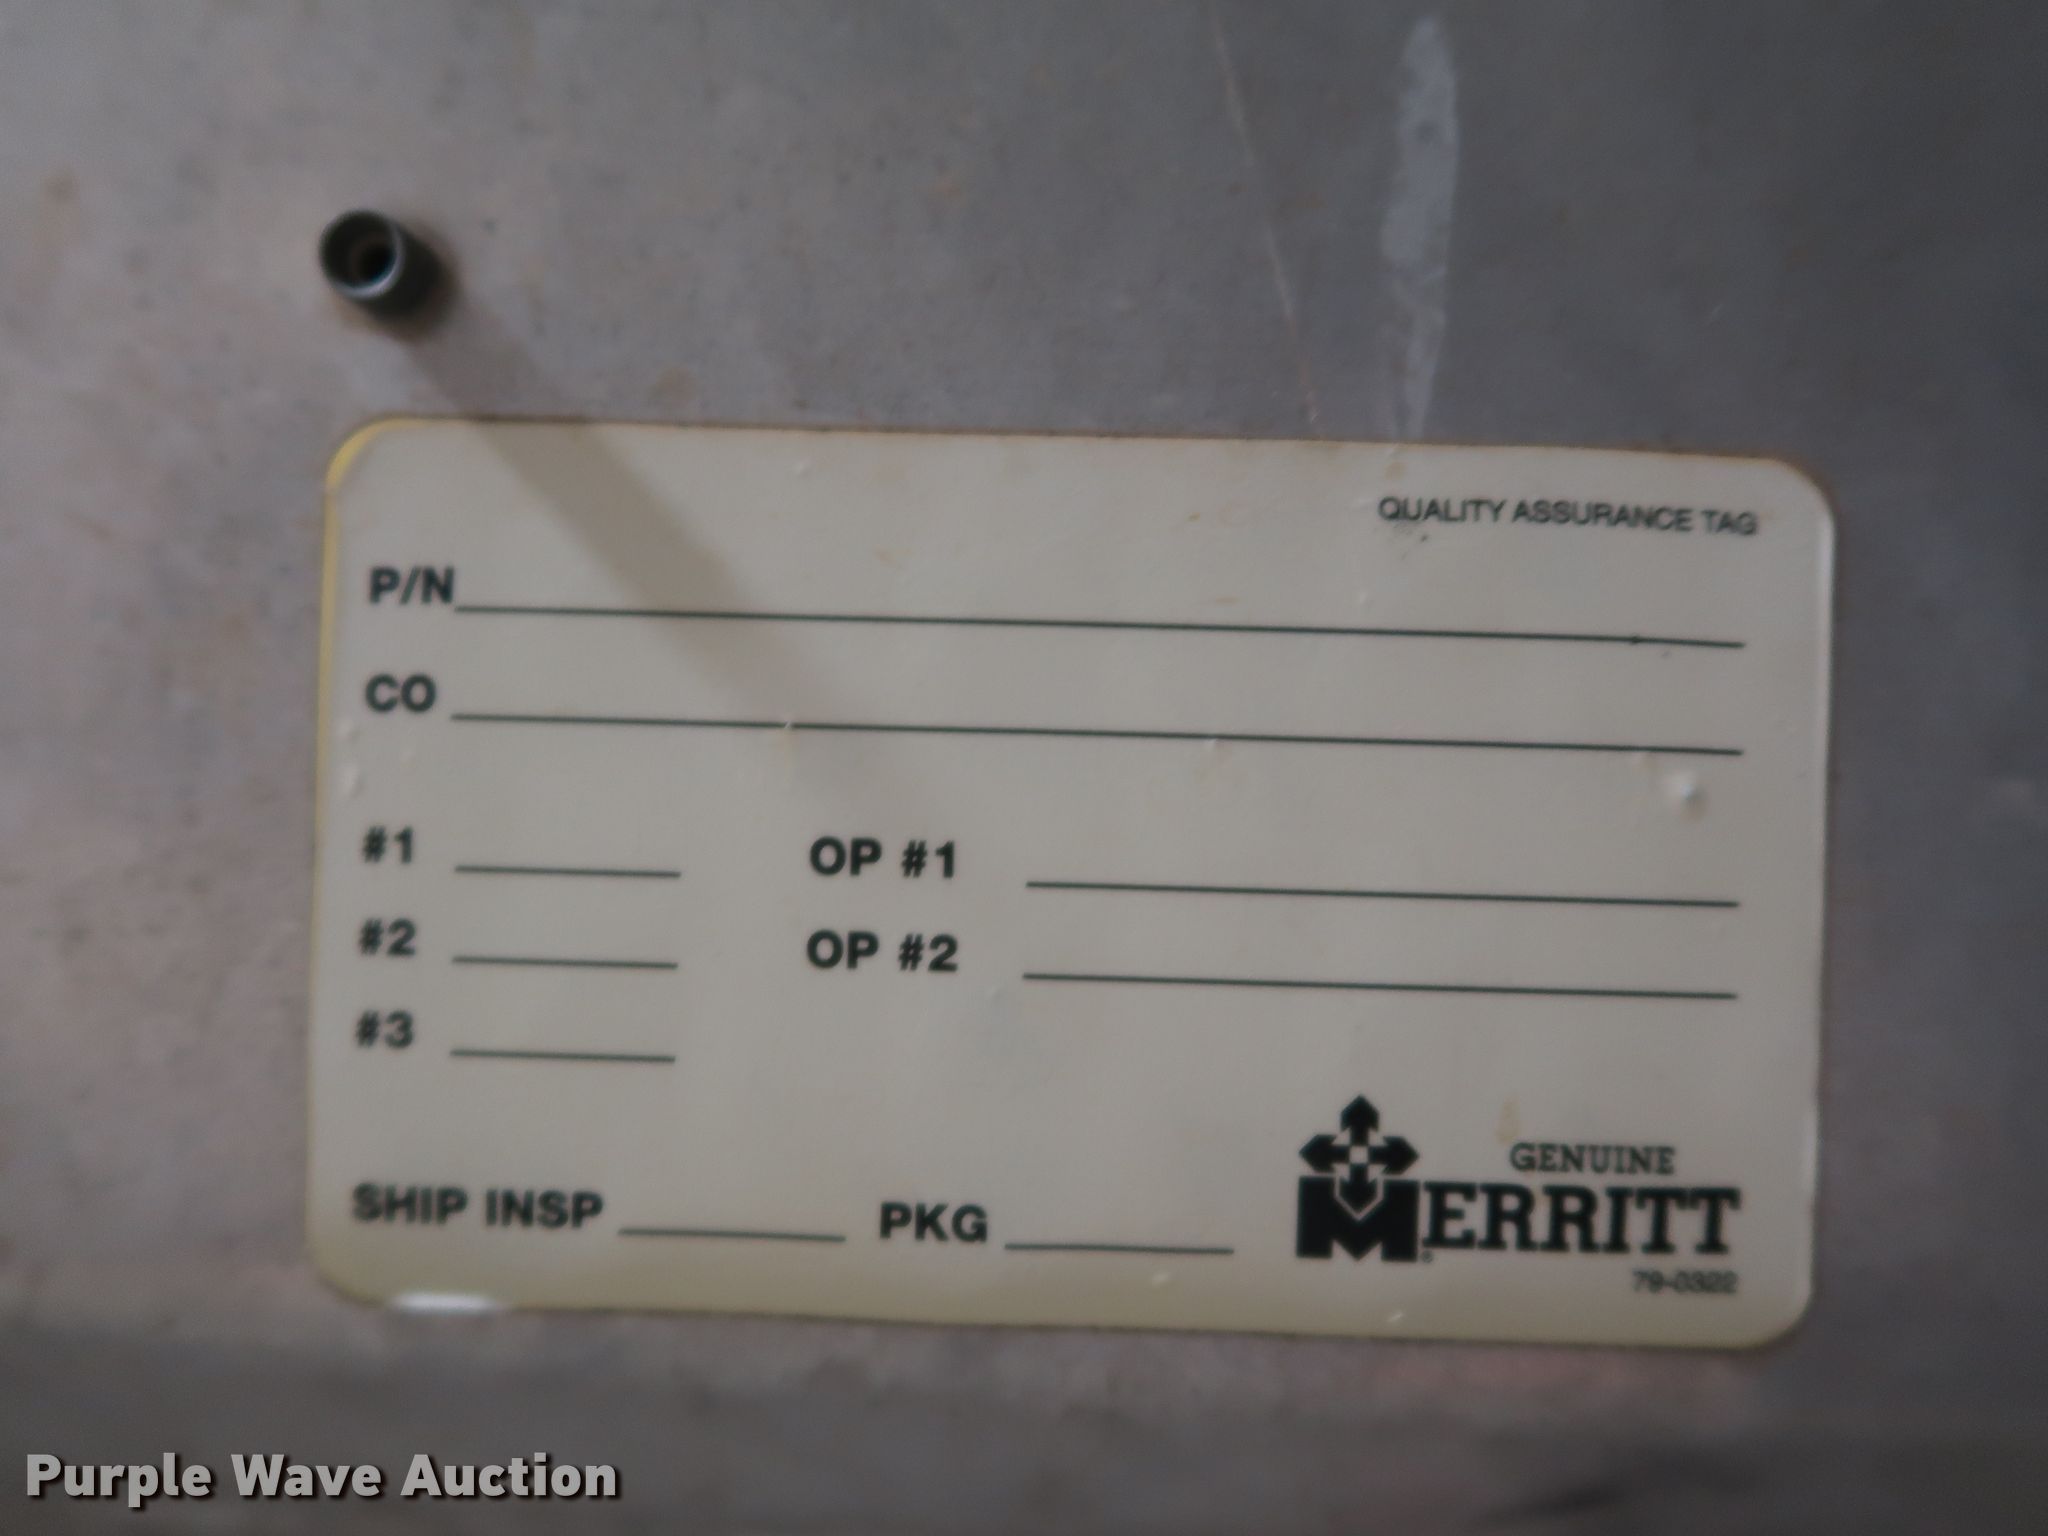 QUALITY ASSURANCE TAG
P/N
CO
#1 OP #1
#2 OP #2
#3
GENUINE
SHIP INSP PKG MERRITT
79-0322
Purple Wave Auction